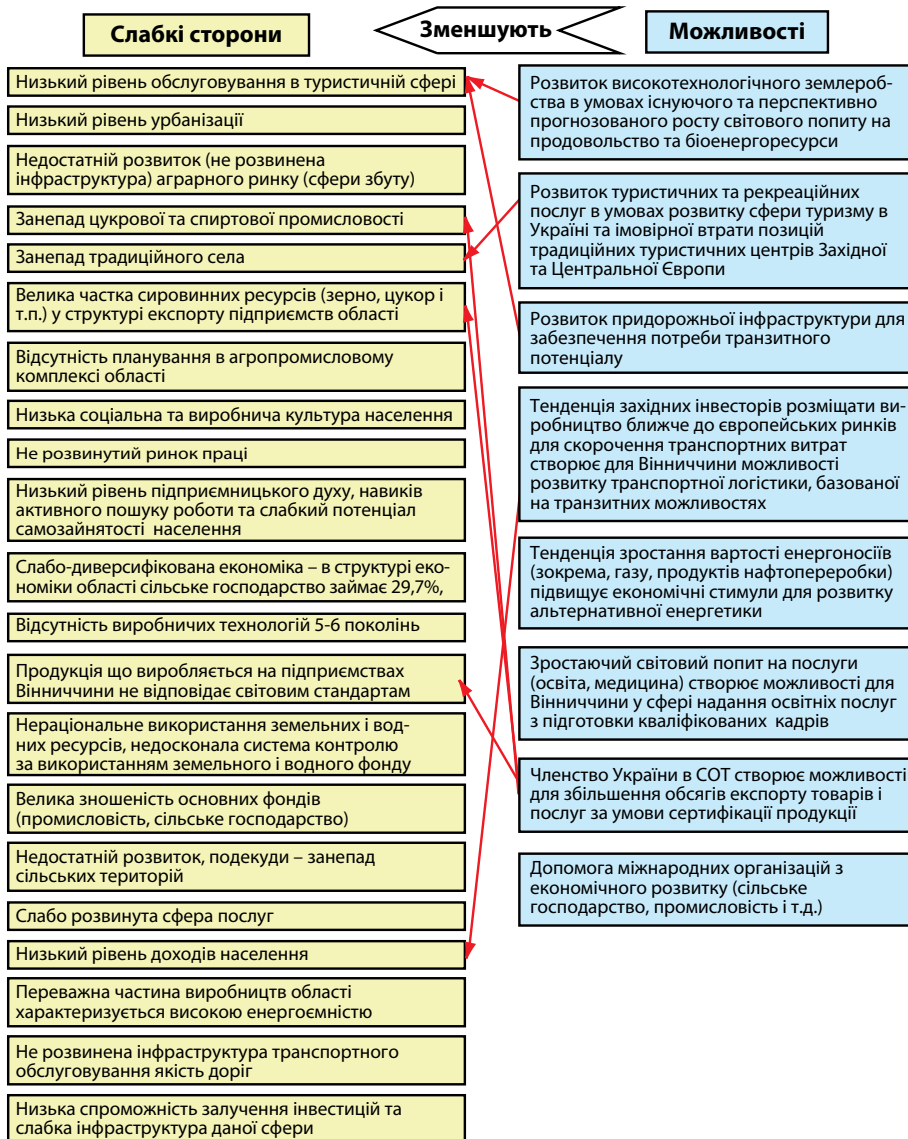 Слабкі сторони
Зменшують
Можливості
Низький рівень обслуговування в туристичній сфері
Низький рівень урбанізації
Недостатній розвиток (не розвинена
інфраструктура) аграрного ринку (сфери збуту)
Занепад цукрової та спиртової промисловості
Занепад традиційного села
Велика частка сировинних ресурсів (зерно, цукор і
т.п.) у структурі експорту підприємств області
Відсутність планування в агропромисловому
комплексі області
Низька соціальна та виробнича культура населення
Не розвинутий ринок праці
Низький рівень підприємницького духу, навиків
активного пошуку роботи та слабкий потенціал
самозайнятості населення
Слабо-диверсифікована економіка – в структурі еко-
номіки області сільське господарство займає 29,7%,
Відсутність виробничих технологій 5-6 поколінь
Продукція що виробляється на підприємствах
Вінниччини не відповідає світовим стандартам
Нераціональне використання земельних і вод-
них ресурсів, недосконала система контролю
за використанням земельного і водного фонду
Велика зношеність основних фондів
(промисловість, сільське господарство)
Недостатній розвиток, подекуди – занепад
сільських територій
Слабо розвинута сфера послуг
Низький рівень доходів населення
Переважна частина виробництв області
характеризується високою енергоємністю
Не розвинена інфраструктура транспортного
обслуговування якість доріг
Низька спроможність залучення інвестицій та
слабка інфраструктура даної сфери
Розвиток високотехнологічного землероб-
ства в умовах існуючого та перспективно
прогнозованого росту світового попиту на
продовольство та біоенергоресурси
Розвиток туристичних та рекреаційних
послуг в умовах розвитку сфери туризму в
Україні та імовірної втрати позицій
традиційних туристичних центрів Західної
та Центральної Європи
Розвиток придорожньої інфраструктури для
забезпечення потреби транзитного
потенціалу
Тенденція західних інвесторів розміщати ви-
робництво ближче до європейських ринків
для скорочення транспортних витрат
створює для Вінниччини можливості
розвитку транспортної логістики, базованої
на транзитних можливостях
Тенденція зростання вартості енергоносіїв
(зокрема, газу, продуктів нафтопереробки)
підвищує економічні стимули для розвитку
альтернативної енергетики
Зростаючий світовий попит на послуги
(освіта, медицина) створює можливості для
Вінниччини у сфері надання освітніх послуг
з підготовки кваліфікованих кадрів
Членство України в СОТ створює можливості
для збільшення обсягів експорту товарів і
послуг за умови сертифікації продукції
Допомога міжнародних організацій з
економічного розвитку (сільське
господарство, промисловість і т.д.)